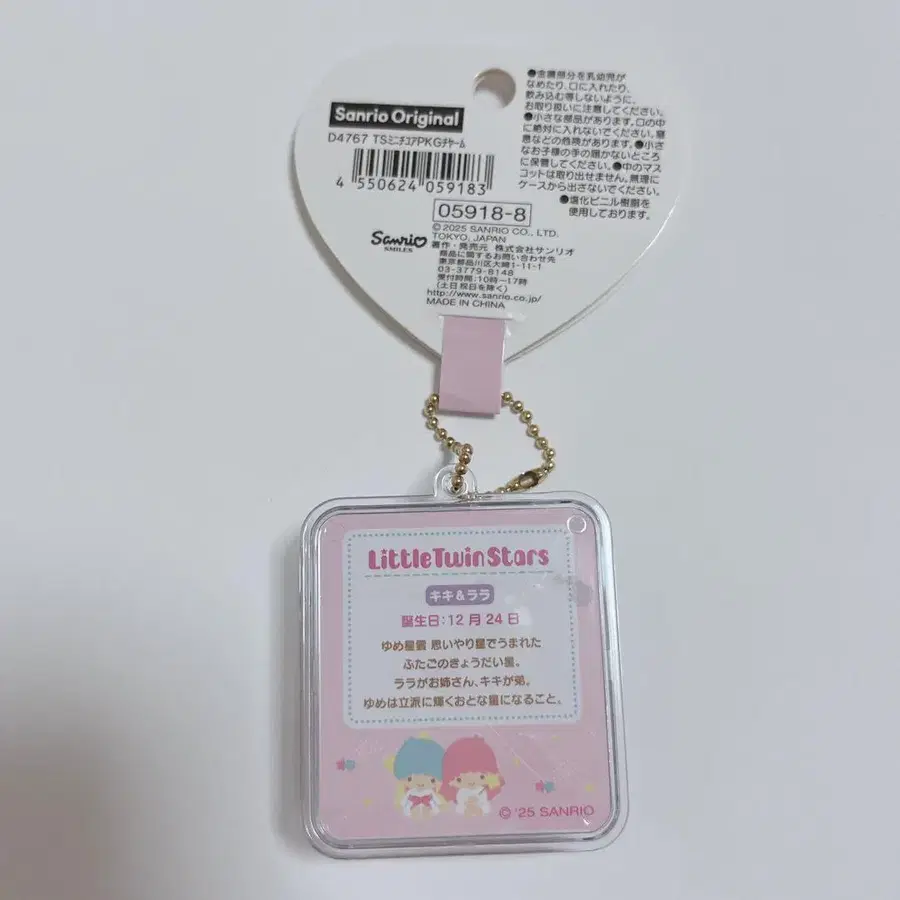 Sanrio Original
D4767 TSミニチュアPKGチャーム
4 550624 059183
05918-8
© 2025 SANRIO CO., LTD.
TOKYO, JAPAN
Sanrio
SMILES
著作・発売元 株式会社サンリオ
商品に関するお問い合わせ先
東京都品川区大崎1-11-1
03-3779-8148
受付時間:10時〜17時
(土日祝日を除く)
http://www.sanrio.co.jp/
MADE IN CHINA
●金属部分を乳幼児が
なめたり、口に入れたり、
飲み込む等しないように、
お取り扱いに注意してください。
●小さな部品があります。口の中
に絶対に入れないでください。窒
息などの危険があります。●小さ
なお子様の手の届かないところ
に保管してください。●中のマス
コットは取り出せません。無理に
ケースから出さないでください。
●塩化ビニル樹脂を
使用しております。
LittleTwinStars
キキ&ララ
誕生日:12月24日
ゆめ星雲 思いやり星でうまれた
ふたごのきょうだい星。
ララがお姉さん、キキが弟。
ゆめは立派に輝くおとな星になること。
© '25 SANRIO